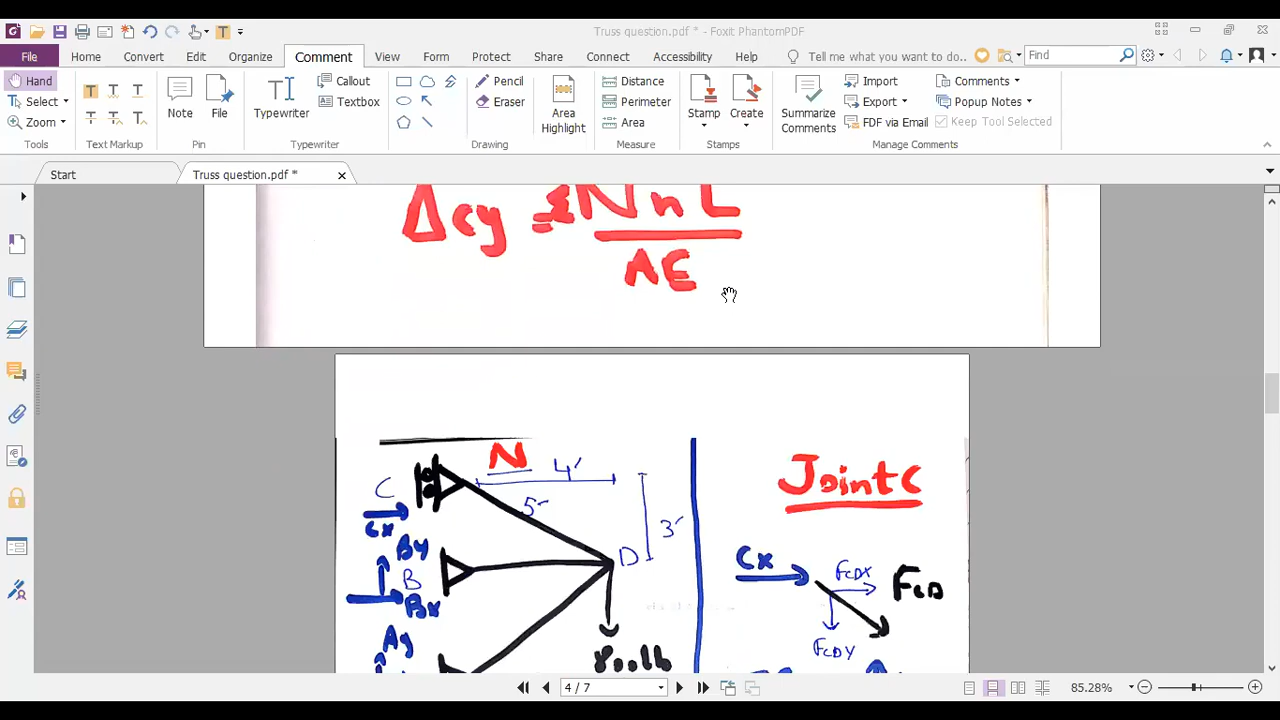 Truss question.pdf * - Foxit PhantomPDF
File Home Convert Edit Organize Comment View Form Protect Share Connect Accessibility Help Tell me what you want to do.. Find
Hand Select Zoom Tools
T T T T T T Text Markup
Note File Pin
Typewriter Callout Textbox Typewriter
Pencil Eraser Area Highlight Drawing
Distance Perimeter Area Measure
Stamp Create Stamps
Summarize Comments Import Export FDF via Email Comments Popup Notes Keep Tool Selected Manage Comments
Start Truss question.pdf *
Δcy = Σ N n L
AE
N 4'
C 5' 3'
Cx
By
B D
Bx
Ay
Joint C
Cx FCDX FCD
FCDY
4 / 7 85.28%